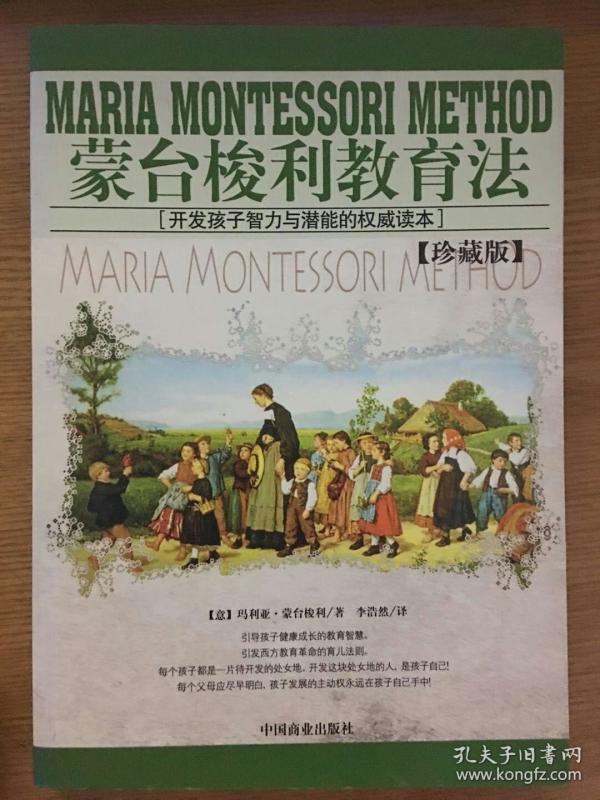 MARIA MONTESSORI METHOD
蒙台梭利教育法
[开发孩子智力与潜能的权威读本]
【珍藏版】
MARIA MONTESSORI METHOD
【意】玛利亚·蒙台梭利/著 李浩然/译
引导孩子健康成长的教育智慧。
引发西方教育革命的育儿法则。
每个孩子都是一片待开发的处女地。开发这块处女地的人，是孩子自己!
每个父母应尽早明白，孩子发展的主动权永远在孩子自己手中!
中国商业出版社
孔夫子旧书网
www.kongfz.com